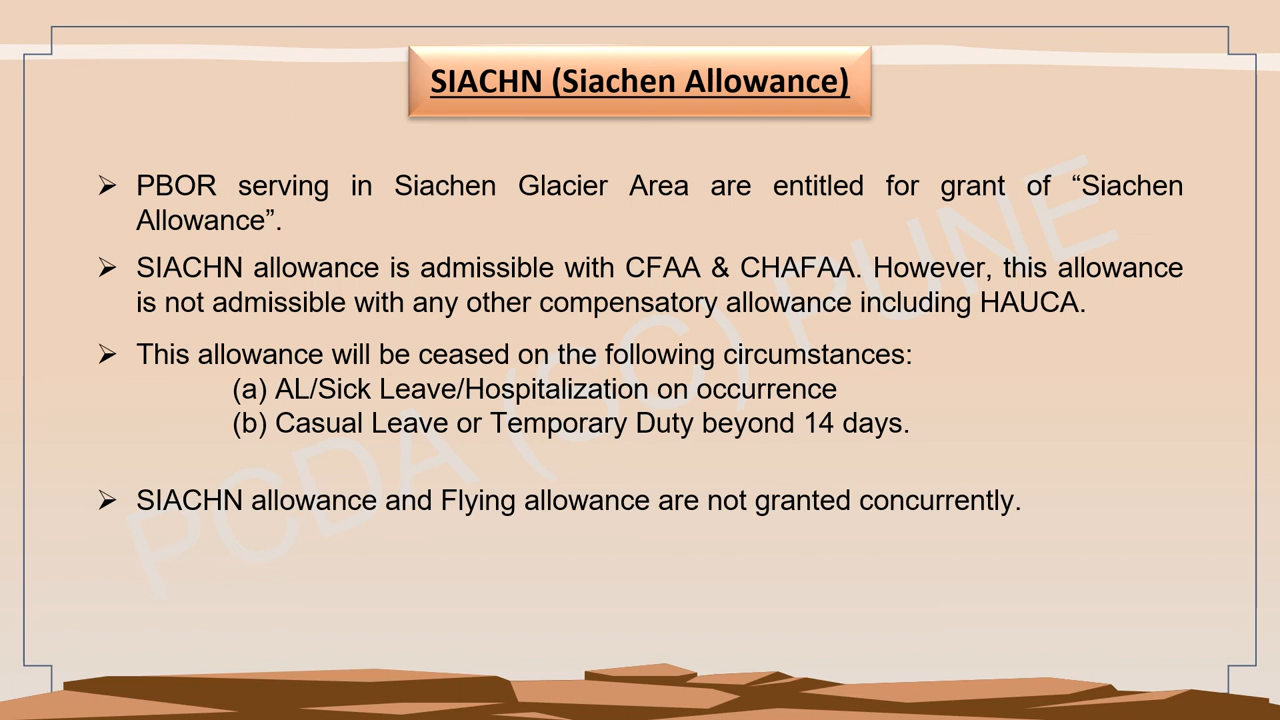 SIACHN (Siachen Allowance)
➢ PBOR serving in Siachen Glacier Area are entitled for grant of “Siachen
Allowance”.
➢ SIACHN allowance is admissible with CFAA & CHAFAA. However, this allowance
is not admissible with any other compensatory allowance including HAUCA.
➢ This allowance will be ceased on the following circumstances:
(a) AL/Sick Leave/Hospitalization on occurrence
(b) Casual Leave or Temporary Duty beyond 14 days.
➢ SIACHN allowance and Flying allowance are not granted concurrently.
PCDA (CC) PUNE